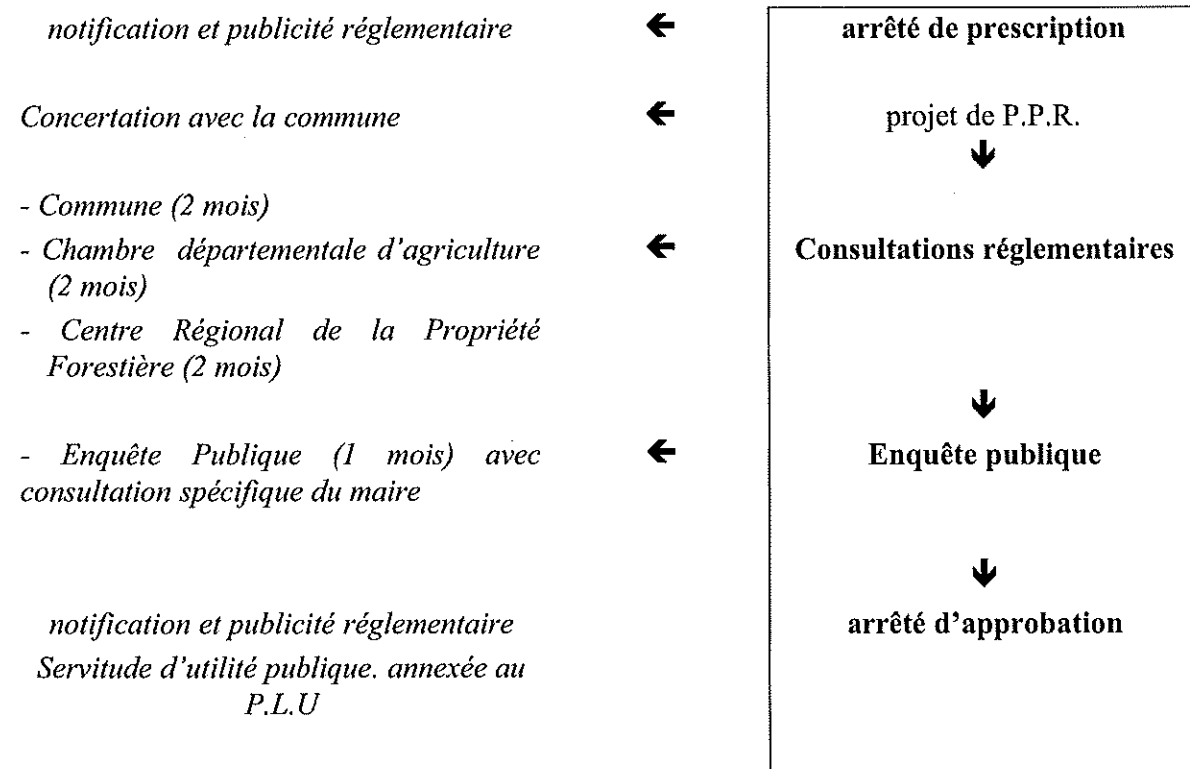 notification et publicité réglementaire ← arrêté de prescription
Concertation avec la commune ← projet de P.P.R.
↓
- Commune (2 mois)
- Chambre départementale d'agriculture ← Consultations réglementaires
(2 mois)
- Centre Régional de la Propriété
Forestière (2 mois)
↓
- Enquête Publique (1 mois) avec ← Enquête publique
consultation spécifique du maire
↓
notification et publicité réglementaire arrêté d'approbation
Servitude d'utilité publique. annexée au
P.L.U